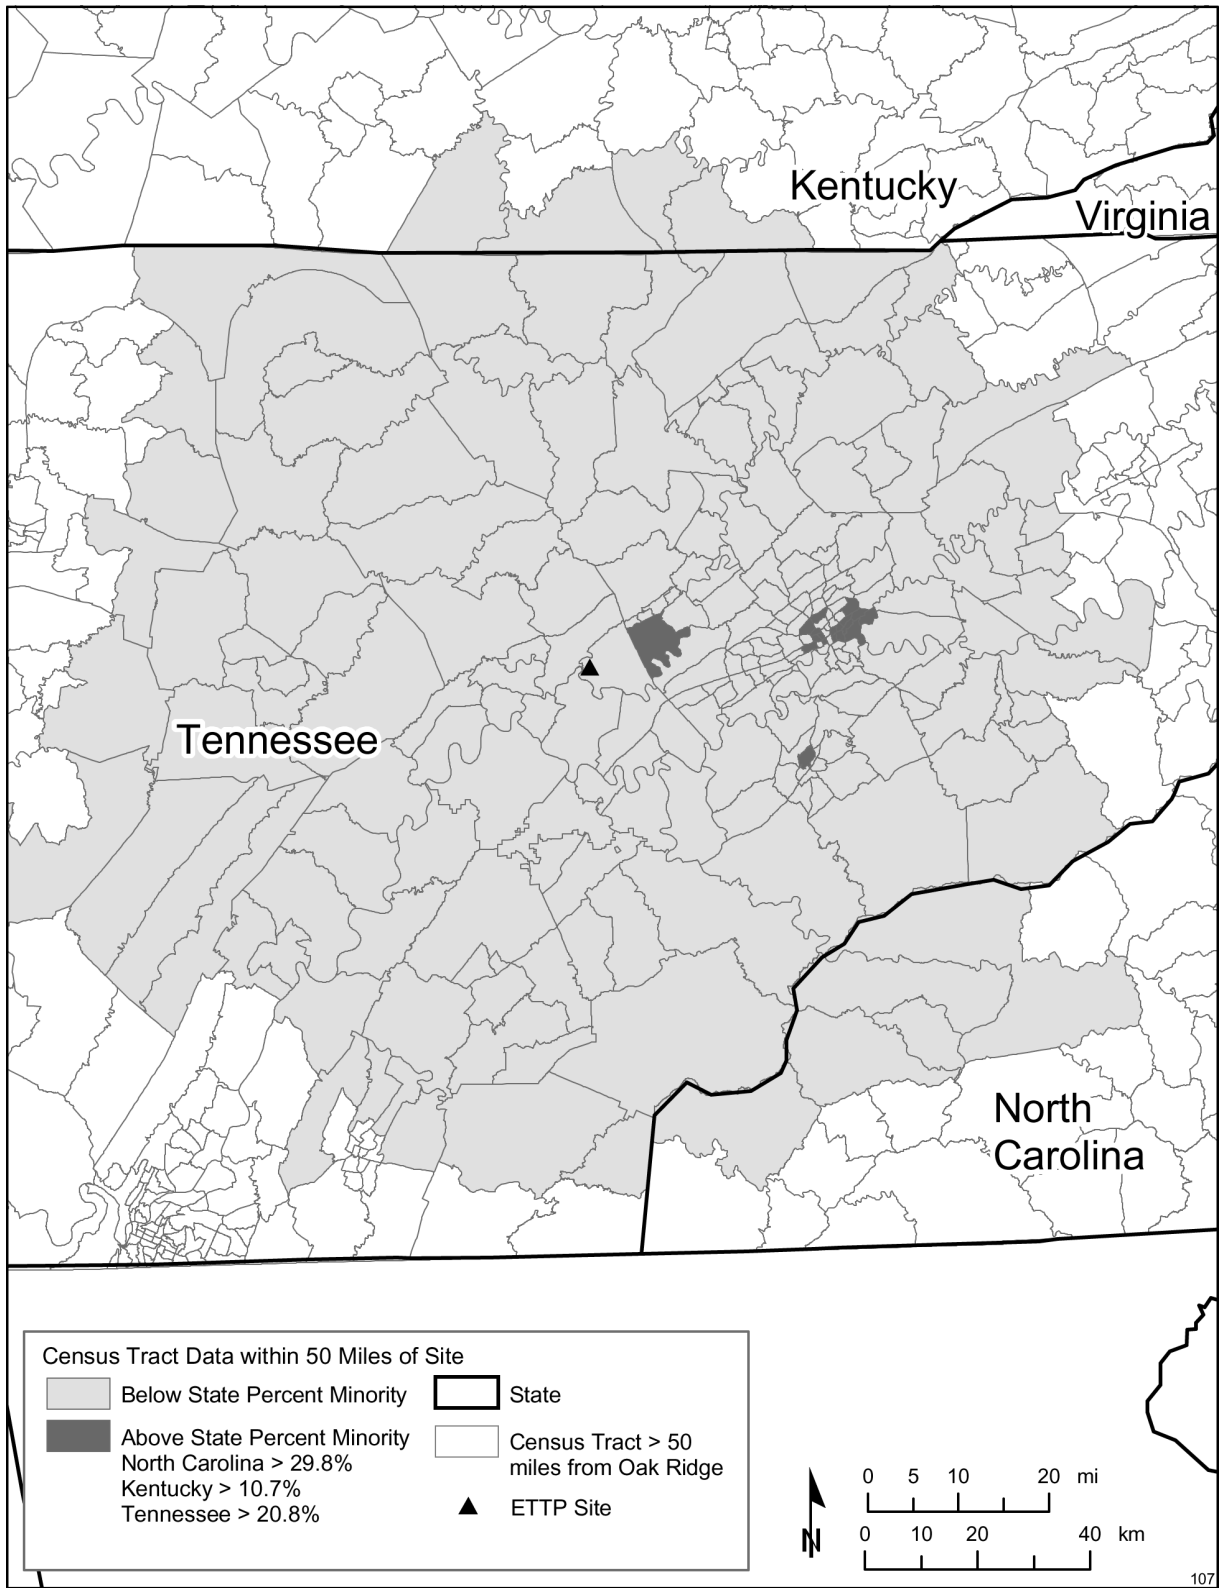 Kentucky
Virginia
Tennessee
North
Carolina
Census Tract Data within 50 Miles of Site
Below State Percent Minority
State
Above State Percent Minority
North Carolina > 29.8%
Kentucky > 10.7%
Tennessee > 20.8%
Census Tract > 50
miles from Oak Ridge
ETTP Site
N
0 5 10 20 mi
0 10 20 40 km
107